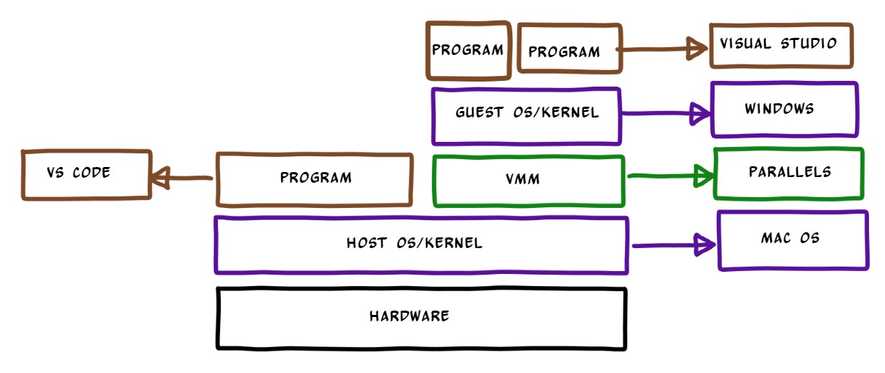 PROGRAM
PROGRAM
VISUAL STUDIO
GUEST OS/KERNEL
WINDOWS
VS CODE
PROGRAM
VMM
PARALLELS
HOST OS/KERNEL
MAC OS
HARDWARE